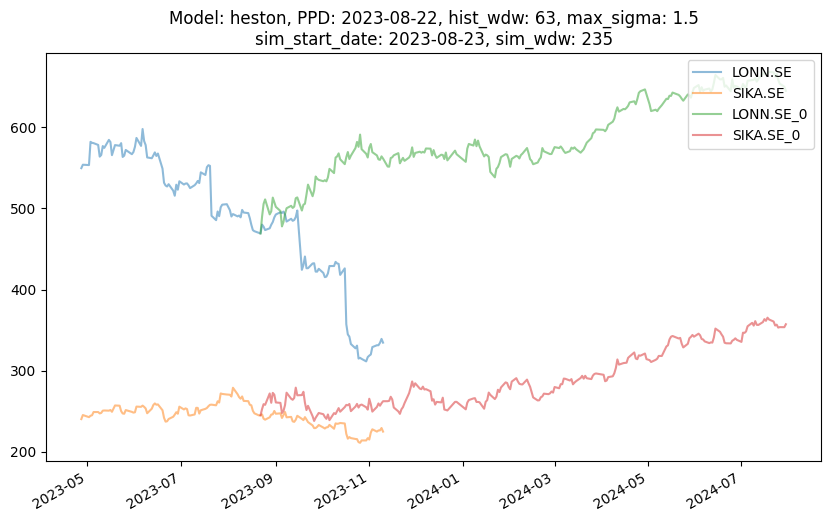 Model: heston, PPD: 2023-08-22, hist_wdw: 63, max_sigma: 1.5
sim_start_date: 2023-08-23, sim_wdw: 235
LONN.SE
SIKA.SE
LONN.SE_0
SIKA.SE_0
600
500
400
300
200
2023-05
2023-07
2023-09
2023-11
2024-01
2024-03
2024-05
2024-07